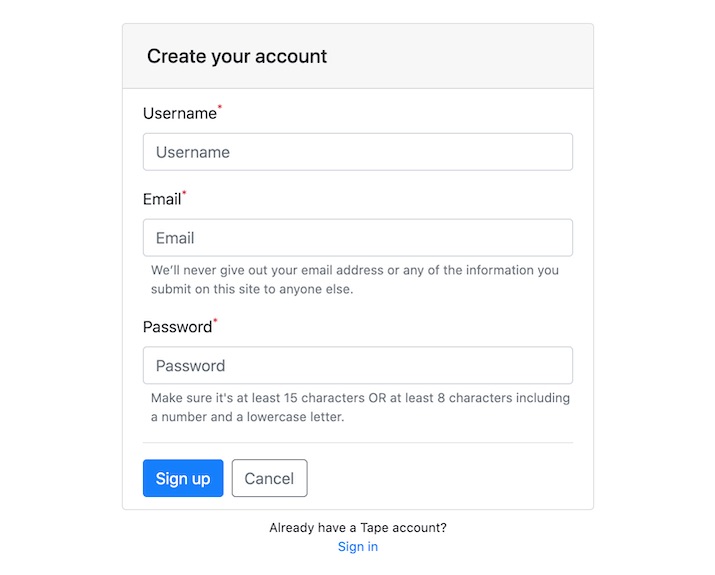 Create your account
Username*
Username
Email*
Email
We’ll never give out your email address or any of the information you
submit on this site to anyone else.
Password*
Password
Make sure it's at least 15 characters OR at least 8 characters including
a number and a lowercase letter.
Sign up Cancel
Already have a Tape account?
Sign in